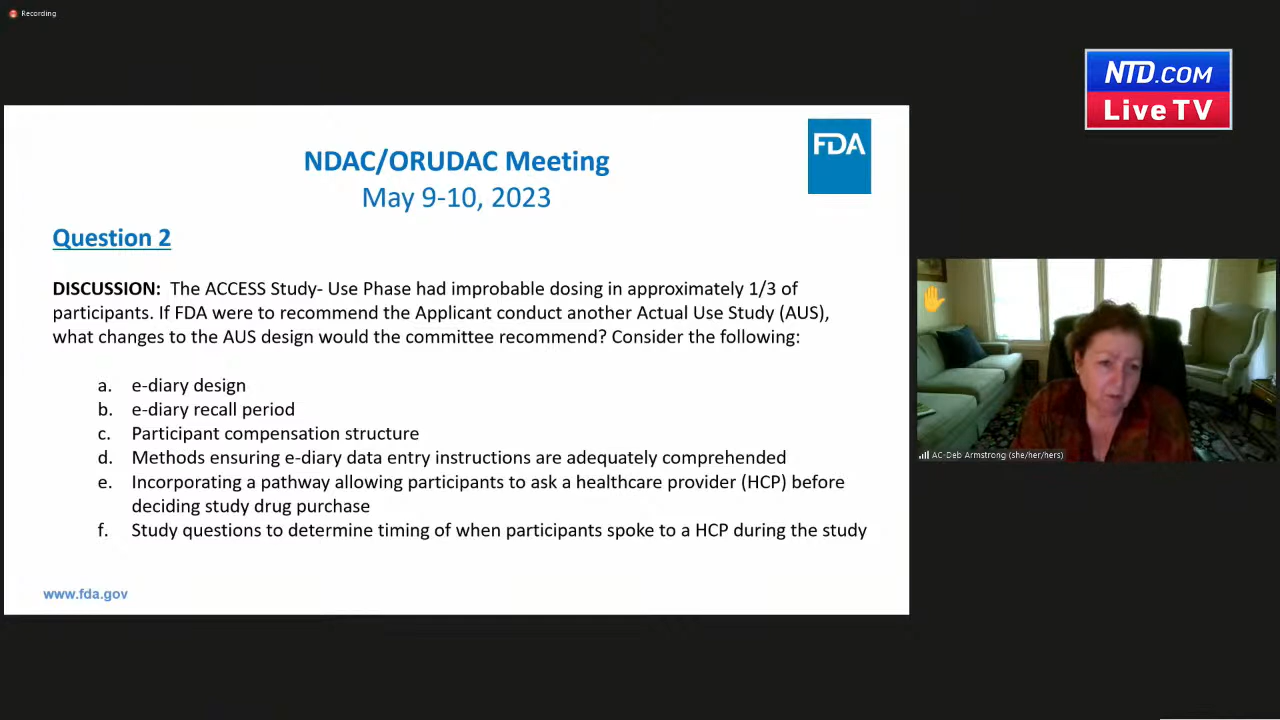 Recording
NTD.COM
Live TV
FDA
NDAC/ORUDAC Meeting
May 9-10, 2023
Question 2
DISCUSSION: The ACCESS Study- Use Phase had improbable dosing in approximately 1/3 of
participants. If FDA were to recommend the Applicant conduct another Actual Use Study (AUS),
what changes to the AUS design would the committee recommend? Consider the following:
a. e-diary design
b. e-diary recall period
c. Participant compensation structure
d. Methods ensuring e-diary data entry instructions are adequately comprehended
e. Incorporating a pathway allowing participants to ask a healthcare provider (HCP) before
deciding study drug purchase
f. Study questions to determine timing of when participants spoke to a HCP during the study
www.fda.gov
AC-Deb Armstrong (she/her/hers)